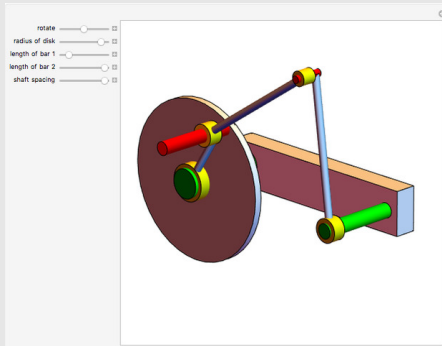 rotate
radius of disk
length of bar 1
length of bar 2
shaft spacing